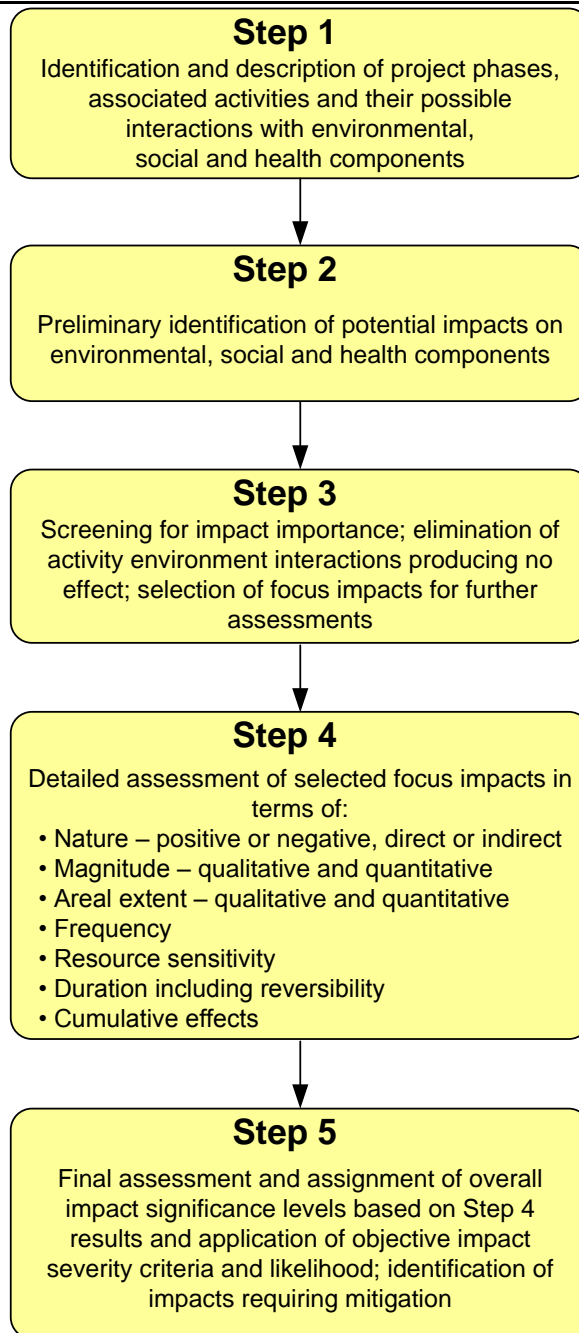 Step 1
Identification and description of project phases,
associated activities and their possible
interactions with environmental,
social and health components
Step 2
Preliminary identification of potential impacts on
environmental, social and health components
Step 3
Screening for impact importance; elimination of
activity environment interactions producing no
effect; selection of focus impacts for further
assessments
Step 4
Detailed assessment of selected focus impacts in
terms of:
• Nature – positive or negative, direct or indirect
• Magnitude – qualitative and quantitative
• Areal extent – qualitative and quantitative
• Frequency
• Resource sensitivity
• Duration including reversibility
• Cumulative effects
Step 5
Final assessment and assignment of overall
impact significance levels based on Step 4
results and application of objective impact
severity criteria and likelihood; identification of
impacts requiring mitigation